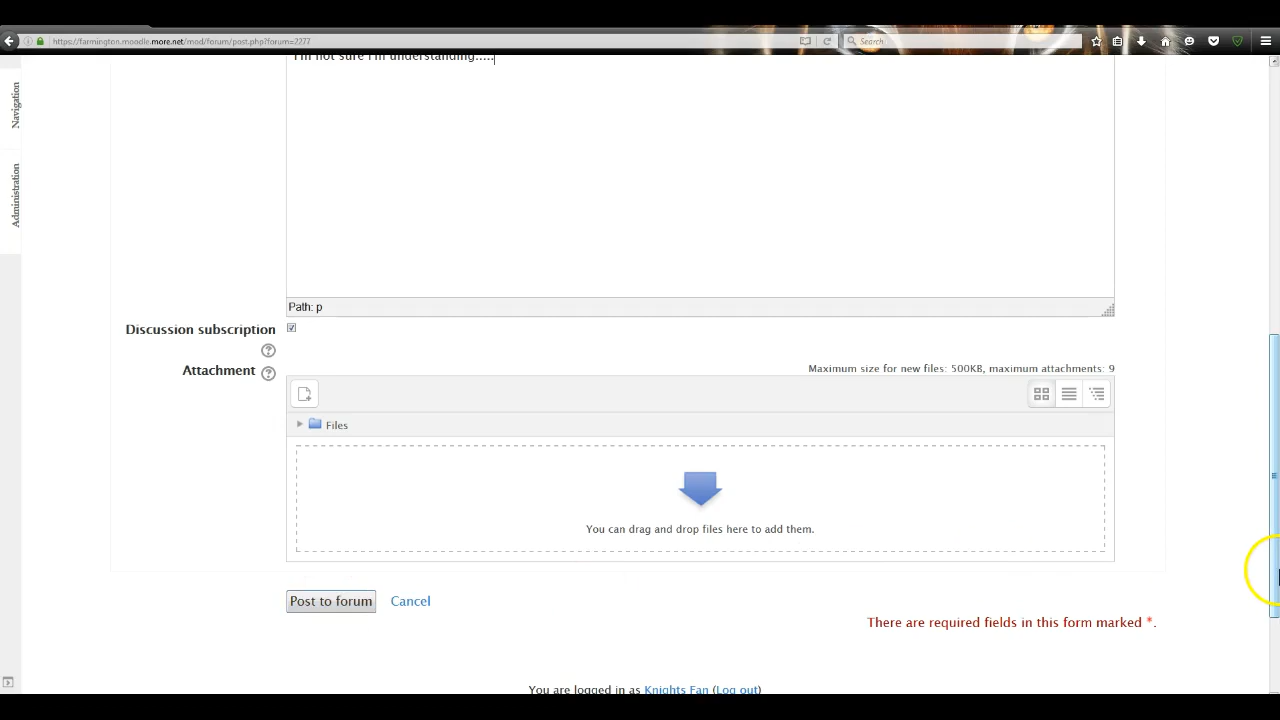 https://farmington.moodle.more.net/mod/forum/post.php?forum=2277
Search
I'm not sure I'm understanding.....
Navigation
Administration
Path: p
Discussion subscription
Attachment
Maximum size for new files: 500KB, maximum attachments: 9
Files
You can drag and drop files here to add them.
Post to forum
Cancel
There are required fields in this form marked *.
You are logged in as Knights Fan (Log out)